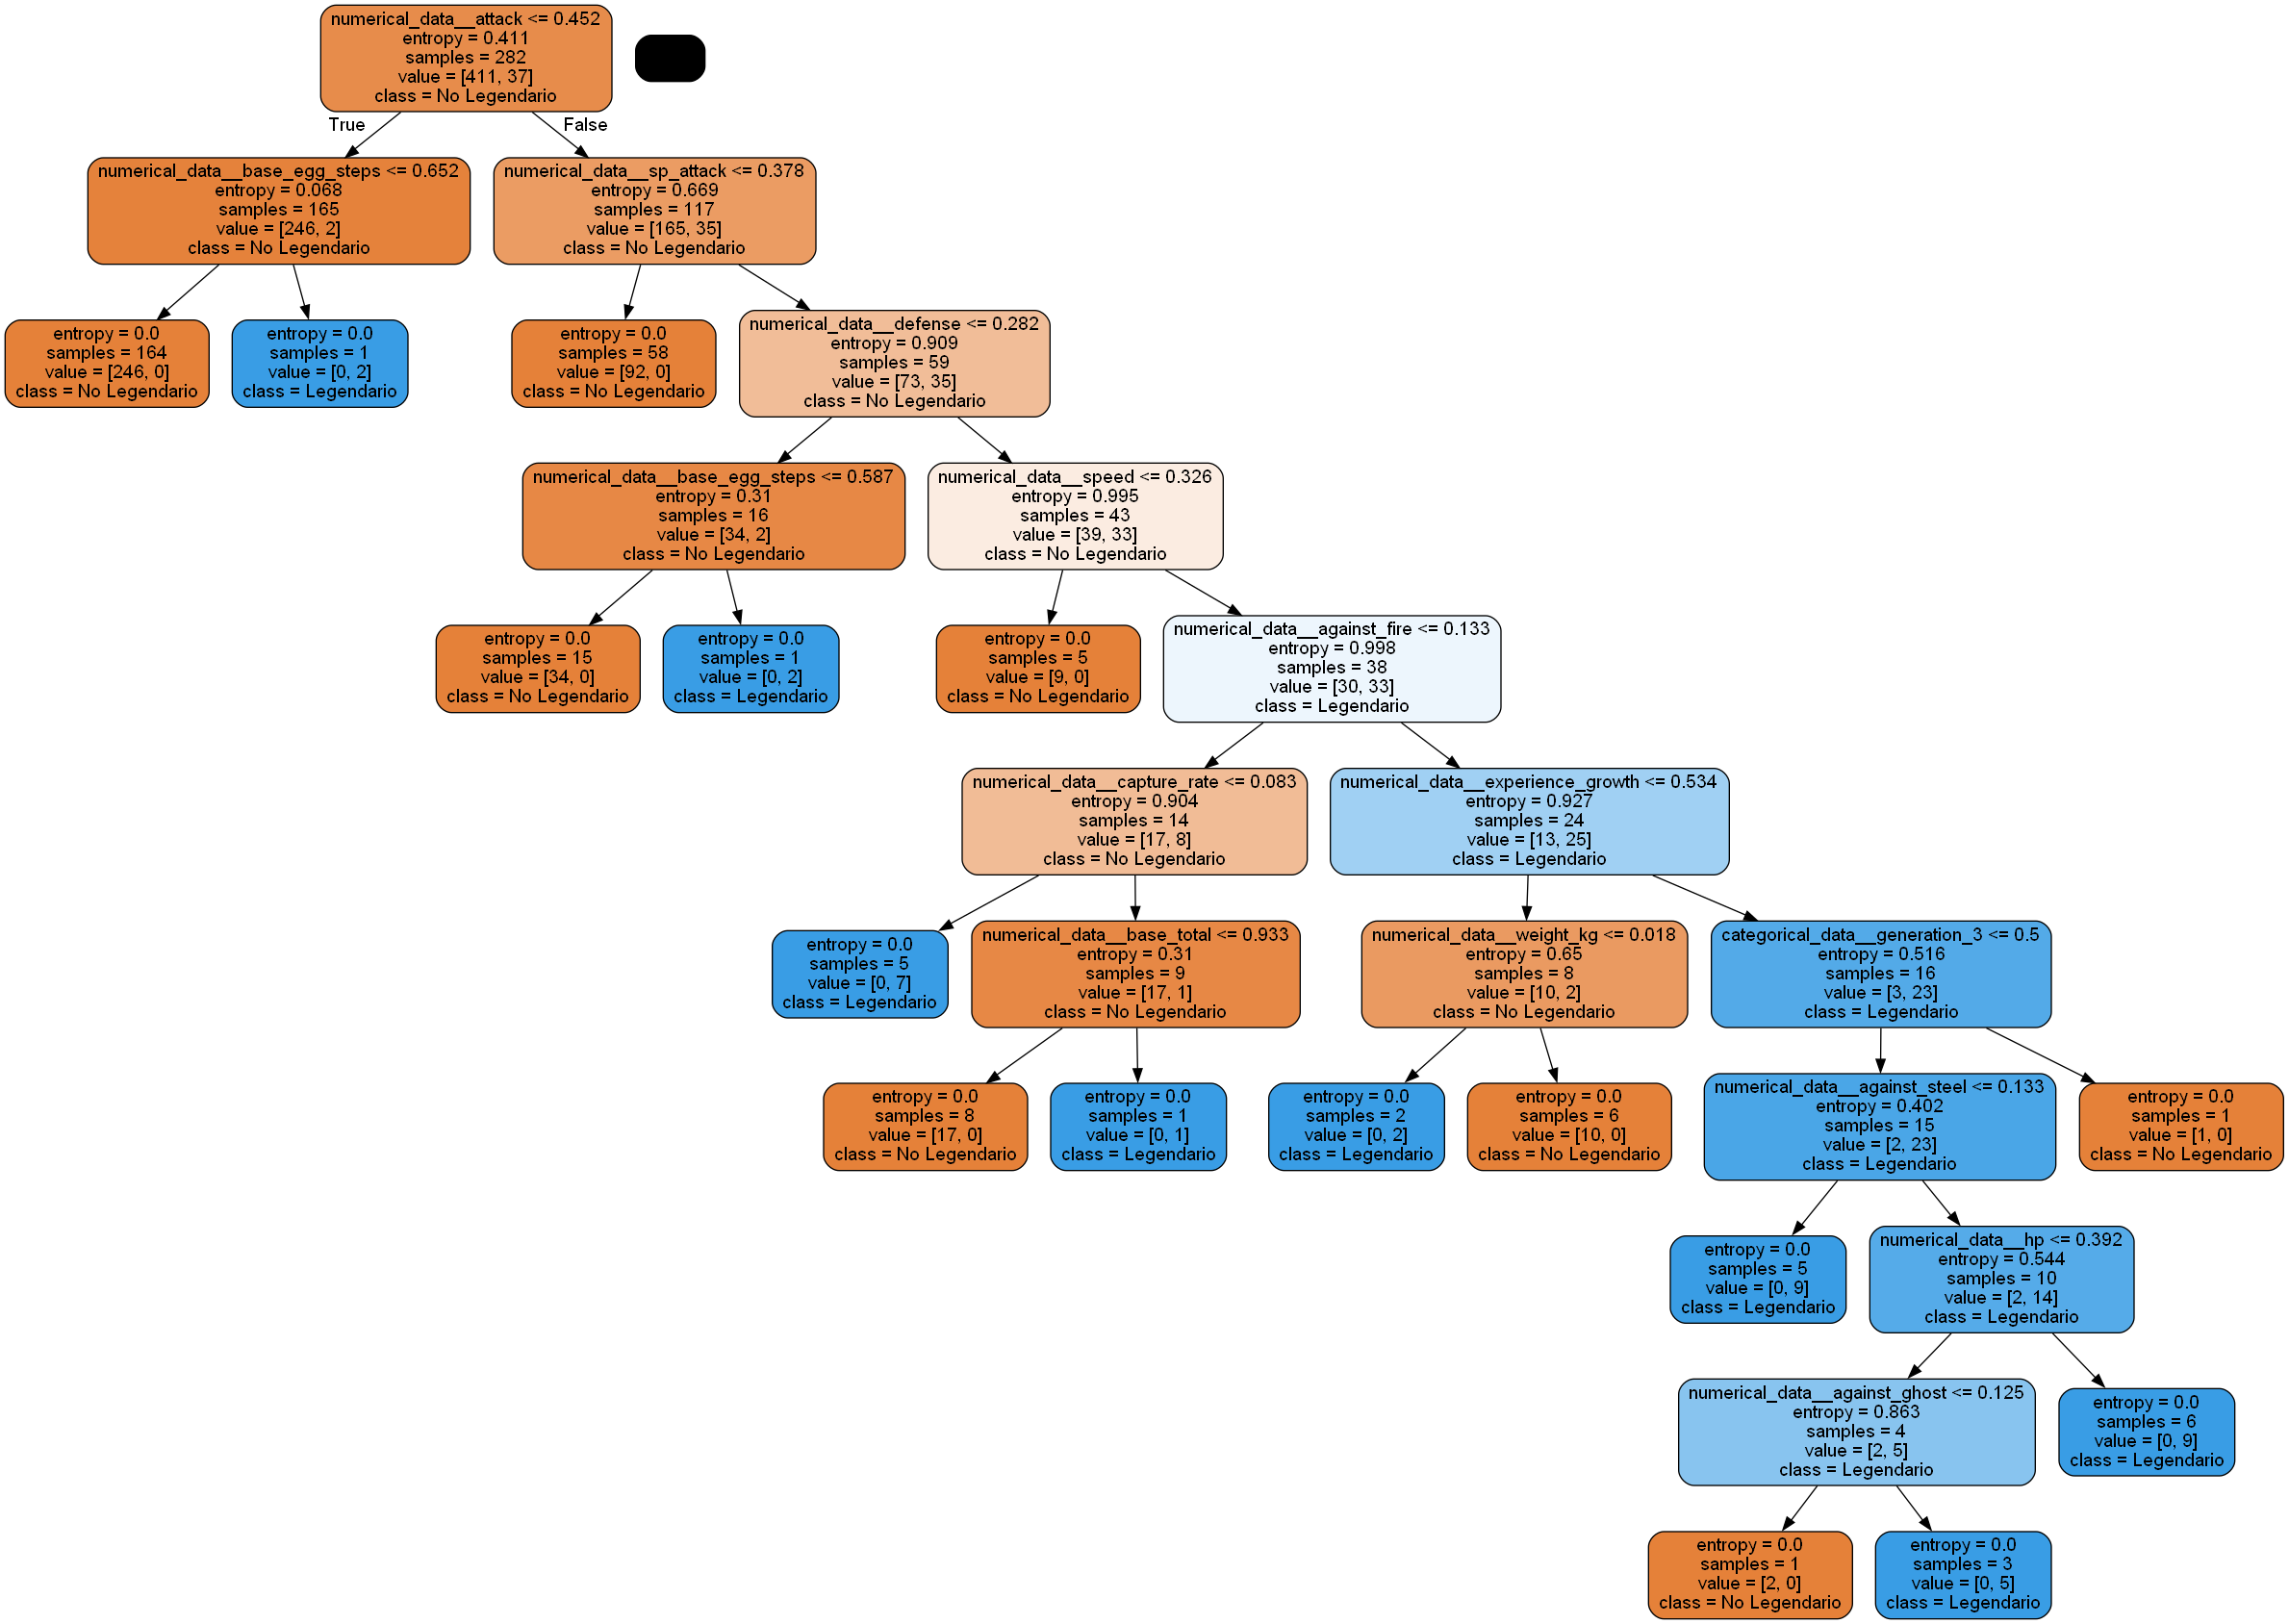 numerical_data__attack <= 0.452
entropy = 0.411
samples = 282
value = [411, 37]
class = No Legendario
True
False
numerical_data__base_egg_steps <= 0.652
entropy = 0.068
samples = 165
value = [246, 2]
class = No Legendario
numerical_data__sp_attack <= 0.378
entropy = 0.669
samples = 117
value = [165, 35]
class = No Legendario
entropy = 0.0
samples = 164
value = [246, 0]
class = No Legendario
entropy = 0.0
samples = 1
value = [0, 2]
class = Legendario
entropy = 0.0
samples = 58
value = [92, 0]
class = No Legendario
numerical_data__defense <= 0.282
entropy = 0.909
samples = 59
value = [73, 35]
class = No Legendario
numerical_data__base_egg_steps <= 0.587
entropy = 0.31
samples = 16
value = [34, 2]
class = No Legendario
numerical_data__speed <= 0.326
entropy = 0.995
samples = 43
value = [39, 33]
class = No Legendario
entropy = 0.0
samples = 15
value = [34, 0]
class = No Legendario
entropy = 0.0
samples = 1
value = [0, 2]
class = Legendario
entropy = 0.0
samples = 5
value = [9, 0]
class = No Legendario
numerical_data__against_fire <= 0.133
entropy = 0.998
samples = 38
value = [30, 33]
class = Legendario
numerical_data__capture_rate <= 0.083
entropy = 0.904
samples = 14
value = [17, 8]
class = No Legendario
numerical_data__experience_growth <= 0.534
entropy = 0.927
samples = 24
value = [13, 25]
class = Legendario
entropy = 0.0
samples = 5
value = [0, 7]
class = Legendario
numerical_data__base_total <= 0.933
entropy = 0.31
samples = 9
value = [17, 1]
class = No Legendario
numerical_data__weight_kg <= 0.018
entropy = 0.65
samples = 8
value = [10, 2]
class = No Legendario
categorical_data__generation_3 <= 0.5
entropy = 0.516
samples = 16
value = [3, 23]
class = Legendario
entropy = 0.0
samples = 8
value = [17, 0]
class = No Legendario
entropy = 0.0
samples = 1
value = [0, 1]
class = Legendario
entropy = 0.0
samples = 2
value = [0, 2]
class = Legendario
entropy = 0.0
samples = 6
value = [10, 0]
class = No Legendario
numerical_data__against_steel <= 0.133
entropy = 0.402
samples = 15
value = [2, 23]
class = Legendario
entropy = 0.0
samples = 1
value = [1, 0]
class = No Legendario
entropy = 0.0
samples = 5
value = [0, 9]
class = Legendario
numerical_data__hp <= 0.392
entropy = 0.544
samples = 10
value = [2, 14]
class = Legendario
numerical_data__against_ghost <= 0.125
entropy = 0.863
samples = 4
value = [2, 5]
class = Legendario
entropy = 0.0
samples = 6
value = [0, 9]
class = Legendario
entropy = 0.0
samples = 1
value = [2, 0]
class = No Legendario
entropy = 0.0
samples = 3
value = [0, 5]
class = Legendario